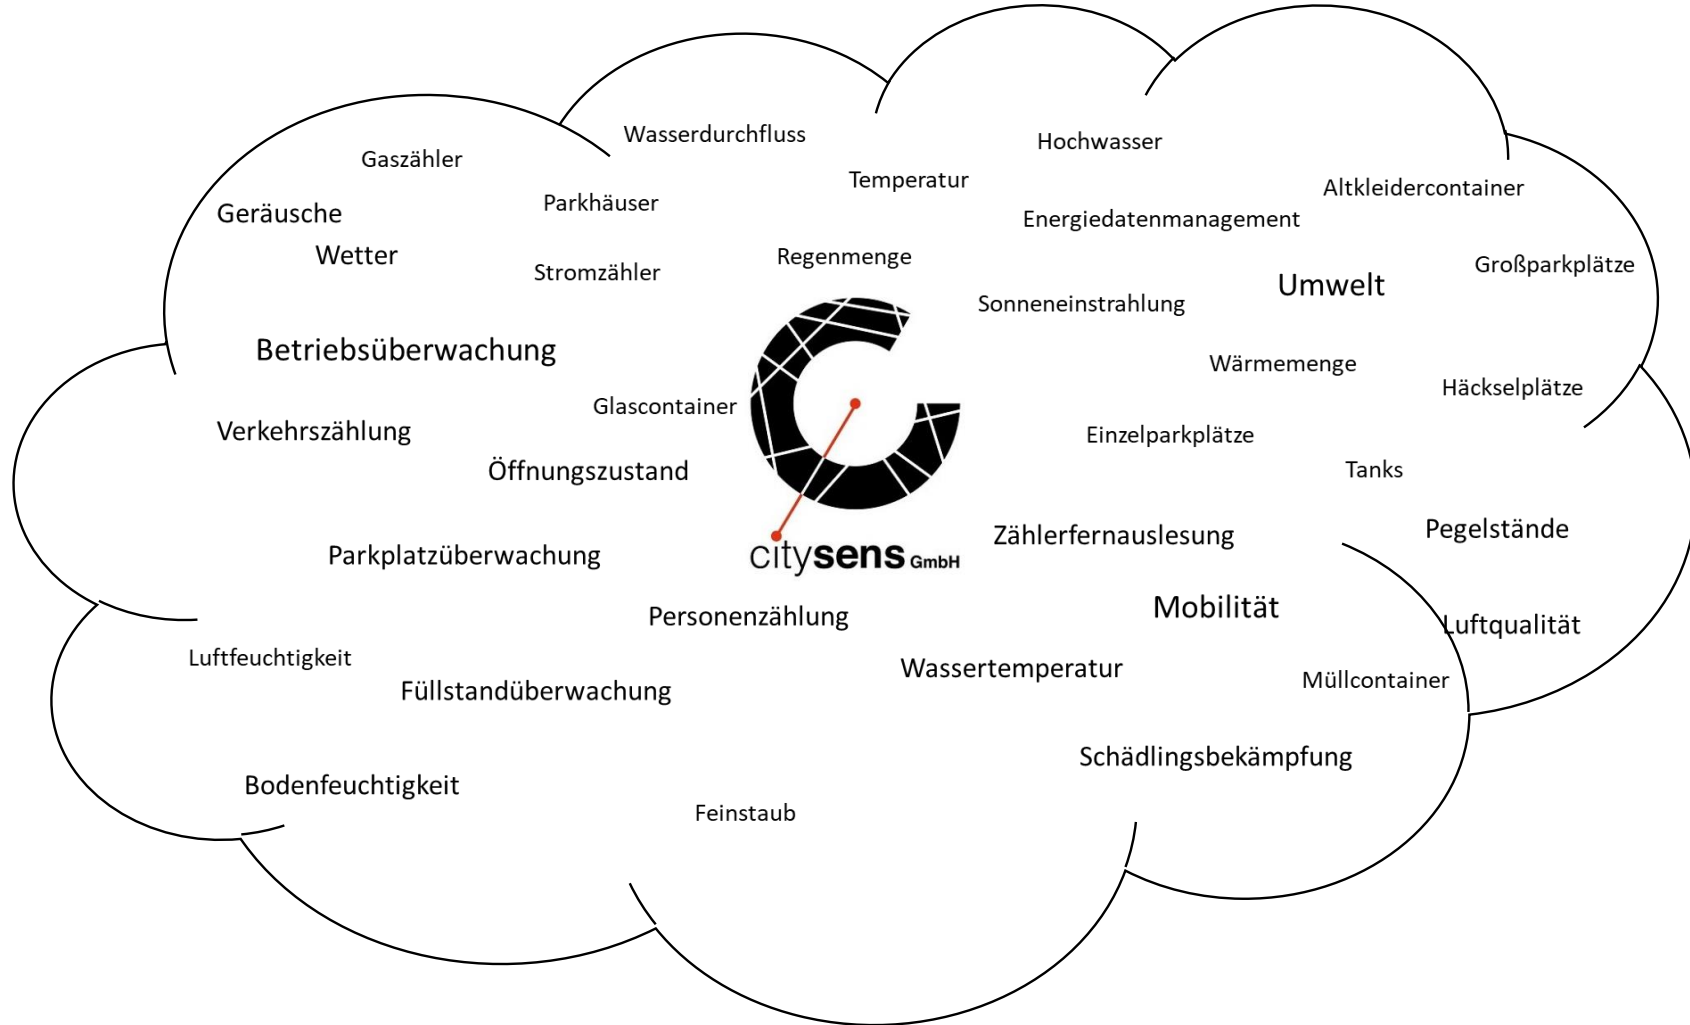 Wasserdurchfluss
Hochwasser
Gaszähler
Temperatur
Altkleidercontainer
Parkhäuser
Geräusche
Energiedatenmanagement
Wetter
Regenmenge
Großparkplätze
Stromzähler
Umwelt
Sonneneinstrahlung
Betriebsüberwachung
Wärmemenge
Häckselplätze
Glascontainer
Verkehrszählung
Einzelparkplätze
Öffnungszustand
Tanks
Pegelstände
Zählerfernauslesung
Parkplatzüberwachung
citysens GmbH
Mobilität
Personenzählung
Luftqualität
Luftfeuchtigkeit
Wassertemperatur
Müllcontainer
Füllstandüberwachung
Schädlingsbekämpfung
Bodenfeuchtigkeit
Feinstaub